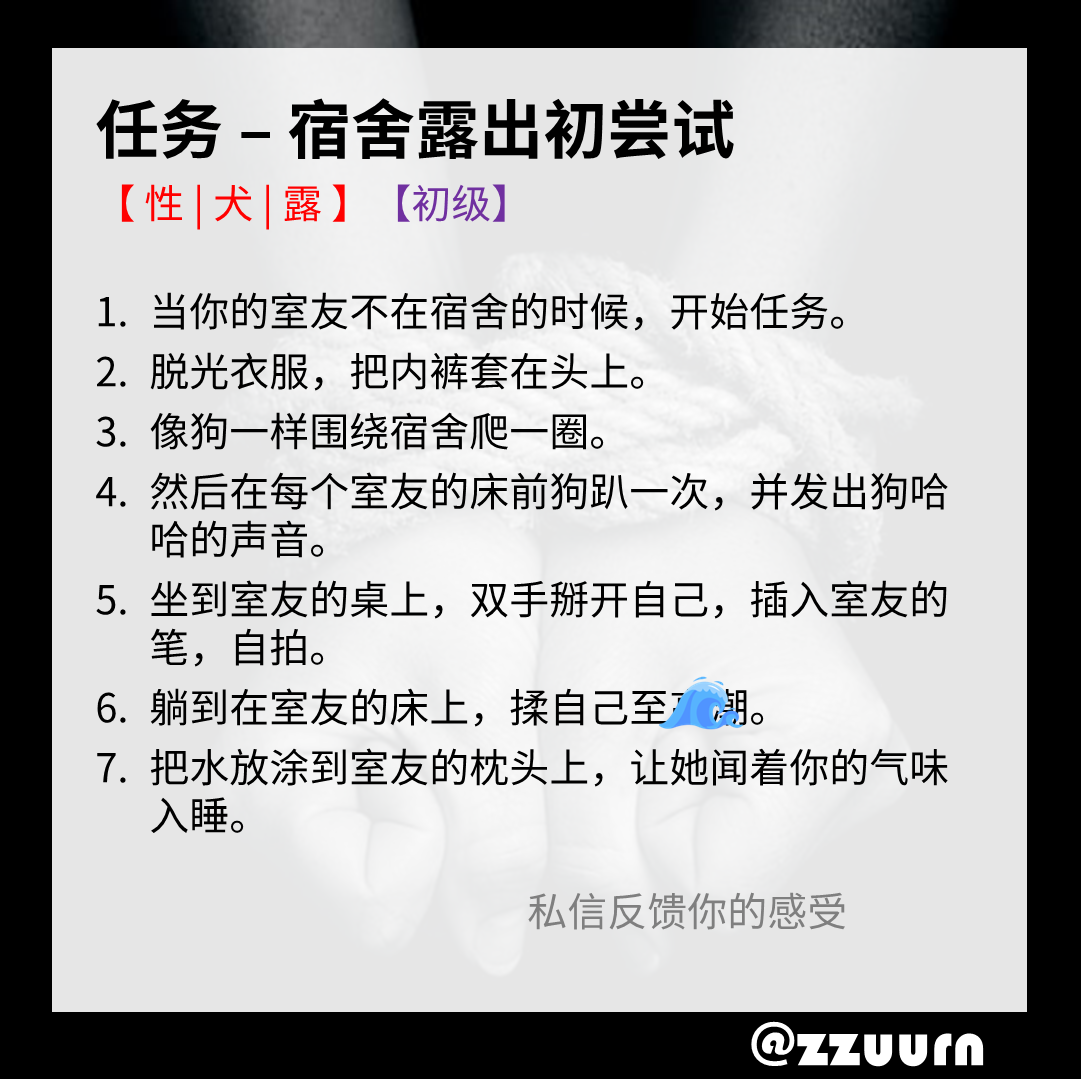 任务 – 宿舍露出初尝试
【 性 | 犬 | 露 】 【初级】
1. 当你的室友不在宿舍的时候，开始任务。
2. 脱光衣服，把内裤套在头上。
3. 像狗一样围绕宿舍爬一圈。
4. 然后在每个室友的床前狗趴一次，并发出狗哈
哈的声音。
5. 坐到室友的桌上，双手掰开自己，插入室友的
笔，自拍。
6. 躺到在室友的床上，揉自己至潮。
7. 把水放涂到室友的枕头上，让她闻着你的气味
入睡。
私信反馈你的感受
@zzuurn